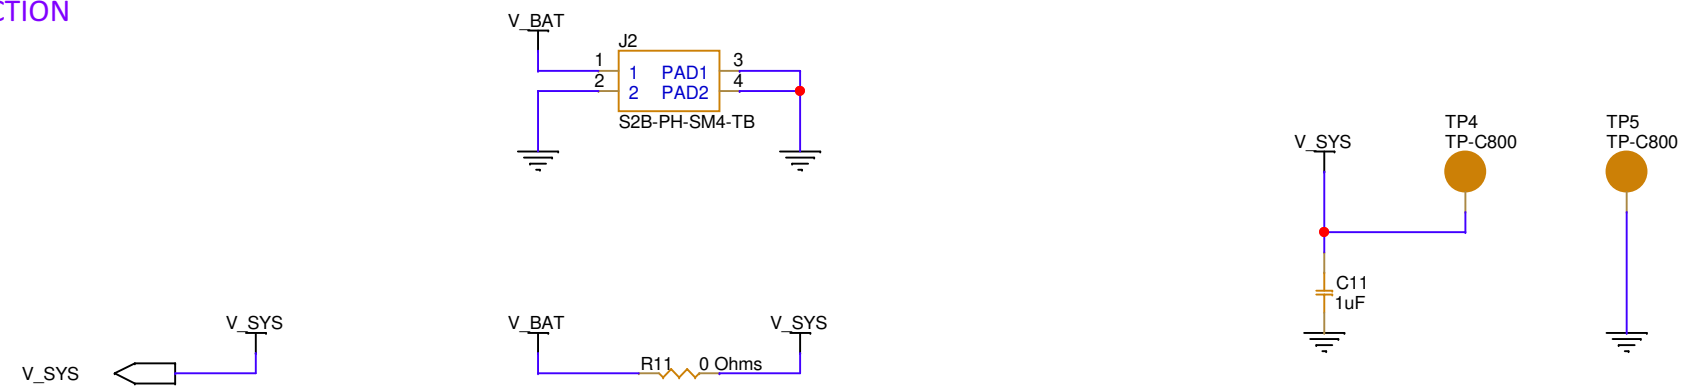 CTION
V_BAT
J2
1 1 PAD1 3
2 2 PAD2 4
S2B-PH-SM4-TB
V_SYS
TP4
TP-C800
TP5
TP-C800
C11
1uF
V_SYS
V_SYS
V_BAT
V_SYS
R11 0 Ohms